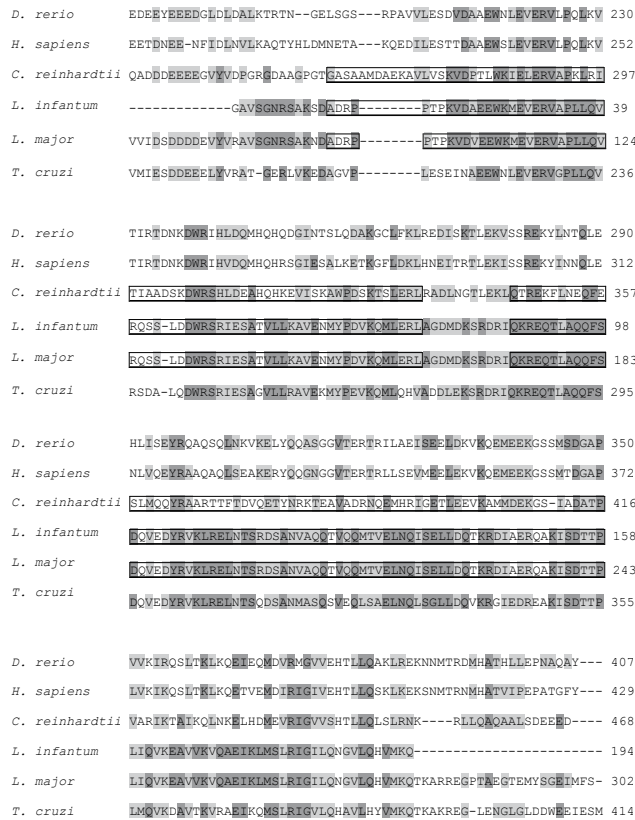 D. rerio EDEEYEEEDGLDLDALKTRTN--GELSGS---RPAVVLESDVDAAEWNLEVERVLPQLKV 230
H. sapiens EETDNEE-NFIDLNVLKAQTYHLDMNETA----KQEDILESTTDAAEWSLEVERVLPQLKV 252
C. reinhardtii QADDDEEEEGVYVDPGRGDAAGPGTGASAAMDAEKAVLVSKVDPTLWKIELERVAPKLRI 297
L. infantum -------------GAVSGNRSAKSDADRP--------PTPKVDAEEWKMEVERVAPLLQV 39
L. major VVIDSDDDDEVYVRAVSGNRSAKNDADRP--------PTPKVDVEEWKMEVERVAPLLQV 124
T. cruzi VMIESDDEEELYVRAT-GERLVKEDAGVP--------LESEINAEEWNLEVERVGPLLQV 236
D. rerio TIRTDNKDWRIHLDQMHQHQDGINTSLQDAKGCLFKLREDISKTLEKVSSREKYLNTQLE 290
H. sapiens TIRTDNKDWRIHVDQMHQHRSGIESALKETKGFLDKLHNEITRTLEKISSREKYINNQLE 312
C. reinhardtii TIAADSKDWRSHLDEAHQHKEVISKAWPDSKTSLERLRADLNGTLEKLQTREKFLNEQFE 357
L. infantum RQSS-LDDWRSRIESATVLLKAVENMYPDVKQMLERLAGDMDKSRDRIQKREQTLAQQFS 98
L. major RQSS-LDDWRSRIESATVLLKAVENMYPDVKQMLERLAGDMDKSRDRIQKREQTLAQQFS 183
T. cruzi RSDA-LQDWRSRIESAGVLLRAVEKMYPEVKQMLQHVADDLEKSRDRIQKREQTLAQQFS 295
D. rerio HLISEYRQAQSQLNKVKELYQQASGGVTERTRILAEISEELDKVKQEMEEKGSSMSDGAP 350
H. sapiens NLVQEYRAAQAQLSEAKERYQQGNGGVTERTRLLSEVMEELEKVKQEMEEKGSSMTDGAP 372
C. reinhardtii SLMQQYRAARTTFTDVQETYNRKTEAVADRNQEMHRIGETLEEVKAMMDEKGS-IADATP 416
L. infantum DQVEDYRVKLRELNTSRDSANVAQQTVQQMTVELNQISELLDQTKRDIAERQAKISDTTP 158
L. major DQVEDYRVKLRELNTSRDSANVAQQTVQQMTVELNQISELLDQTKRDIAERQAKISDTTP 243
T. cruzi DQVEDYRVKLRELNTSQDSANMASQSVEQLSAELNQLSGLLDQVKRGIEDREAKISDTTP 355
D. rerio VVKIRQSLTKLKQEIEQMDVRMGVVEHTLLQAKLREKNNMTRDMHATHLLEPNAQAY--- 407
H. sapiens LVKIKQSLTKLKQETVEMDIRIGIVEHTLLQSKLKEKSNMTRNMHATVIPEPATGFY--- 429
C. reinhardtii VARIKTAIKQLNKELHDMEVRIGVVSHTLLQLSLRNK----RLLQAQAALSDEEED---- 468
L. infantum LIQVKEAVVKVQAEIKLMSLRIGILQNGVLQHVMKQ------------------------ 194
L. major LIQVKEAVVKVQAEIKLMSLRIGILQNGVLQHVMKQTKARREGPTAEGTEMYSGEIMFS- 302
T. cruzi LMQVKDAVTKVRAEIKQMSLRIGVLQHAVLHYVMKQTKAKREG-LENGLGLDDWEEIESM 414